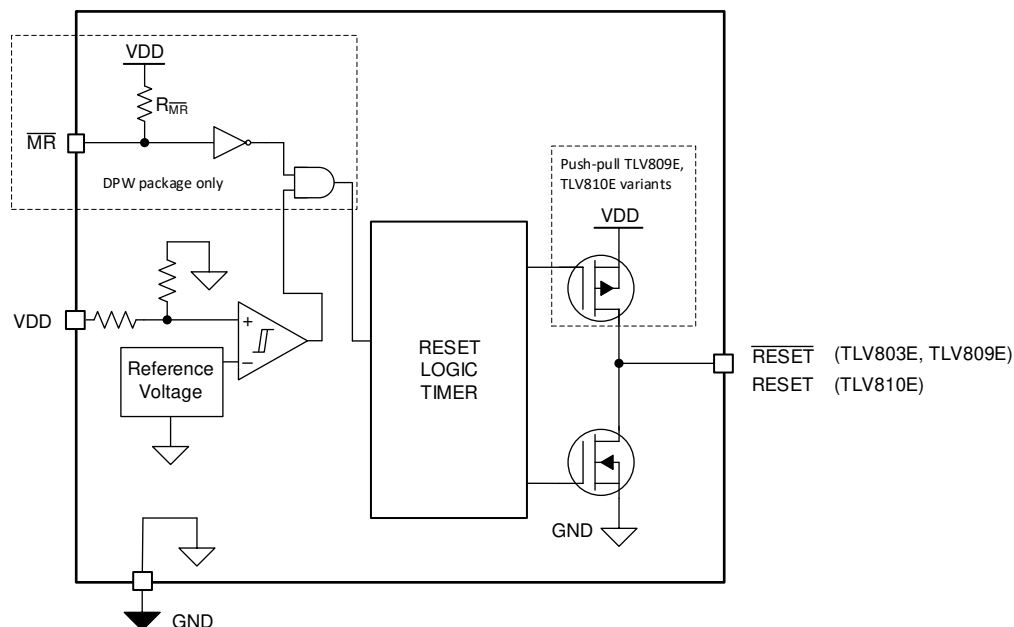 VDD
R_MR
MR
DPW package only
Push-pull TLV809E,
TLV810E variants
VDD
VDD
+
−
Reference
Voltage
RESET
LOGIC
TIMER
RESET (TLV803E, TLV809E)
RESET (TLV810E)
GND
GND